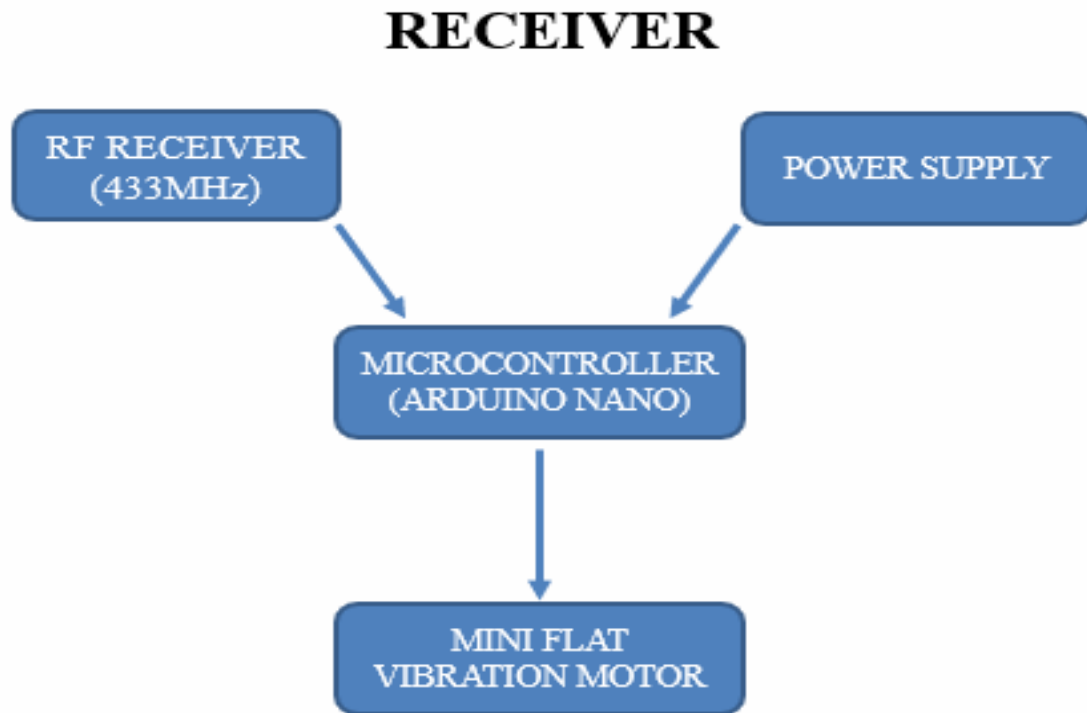 RECEIVER
RF RECEIVER
(433MHz)
POWER SUPPLY
MICROCONTROLLER
(ARDUINO NANO)
MINI FLAT
VIBRATION MOTOR